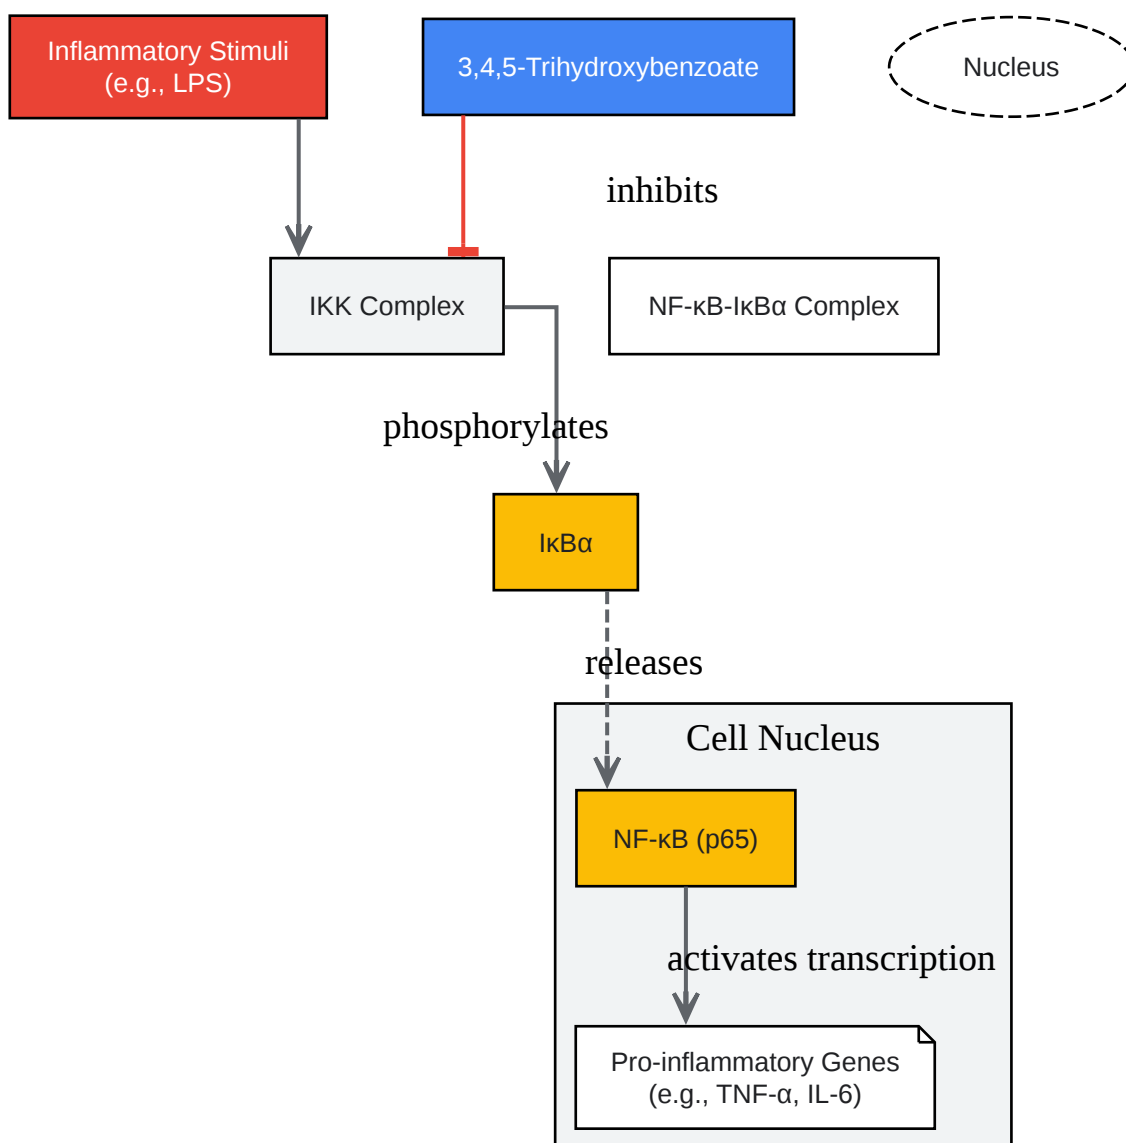 Inflammatory Stimuli
(e.g., LPS)
3,4,5-Trihydroxybenzoate
Nucleus
inhibits
IKK Complex
NF-κB-IκBα Complex
phosphorylates
IκBα
releases
Cell Nucleus
NF-κB (p65)
activates transcription
Pro-inflammatory Genes
(e.g., TNF-α, IL-6)